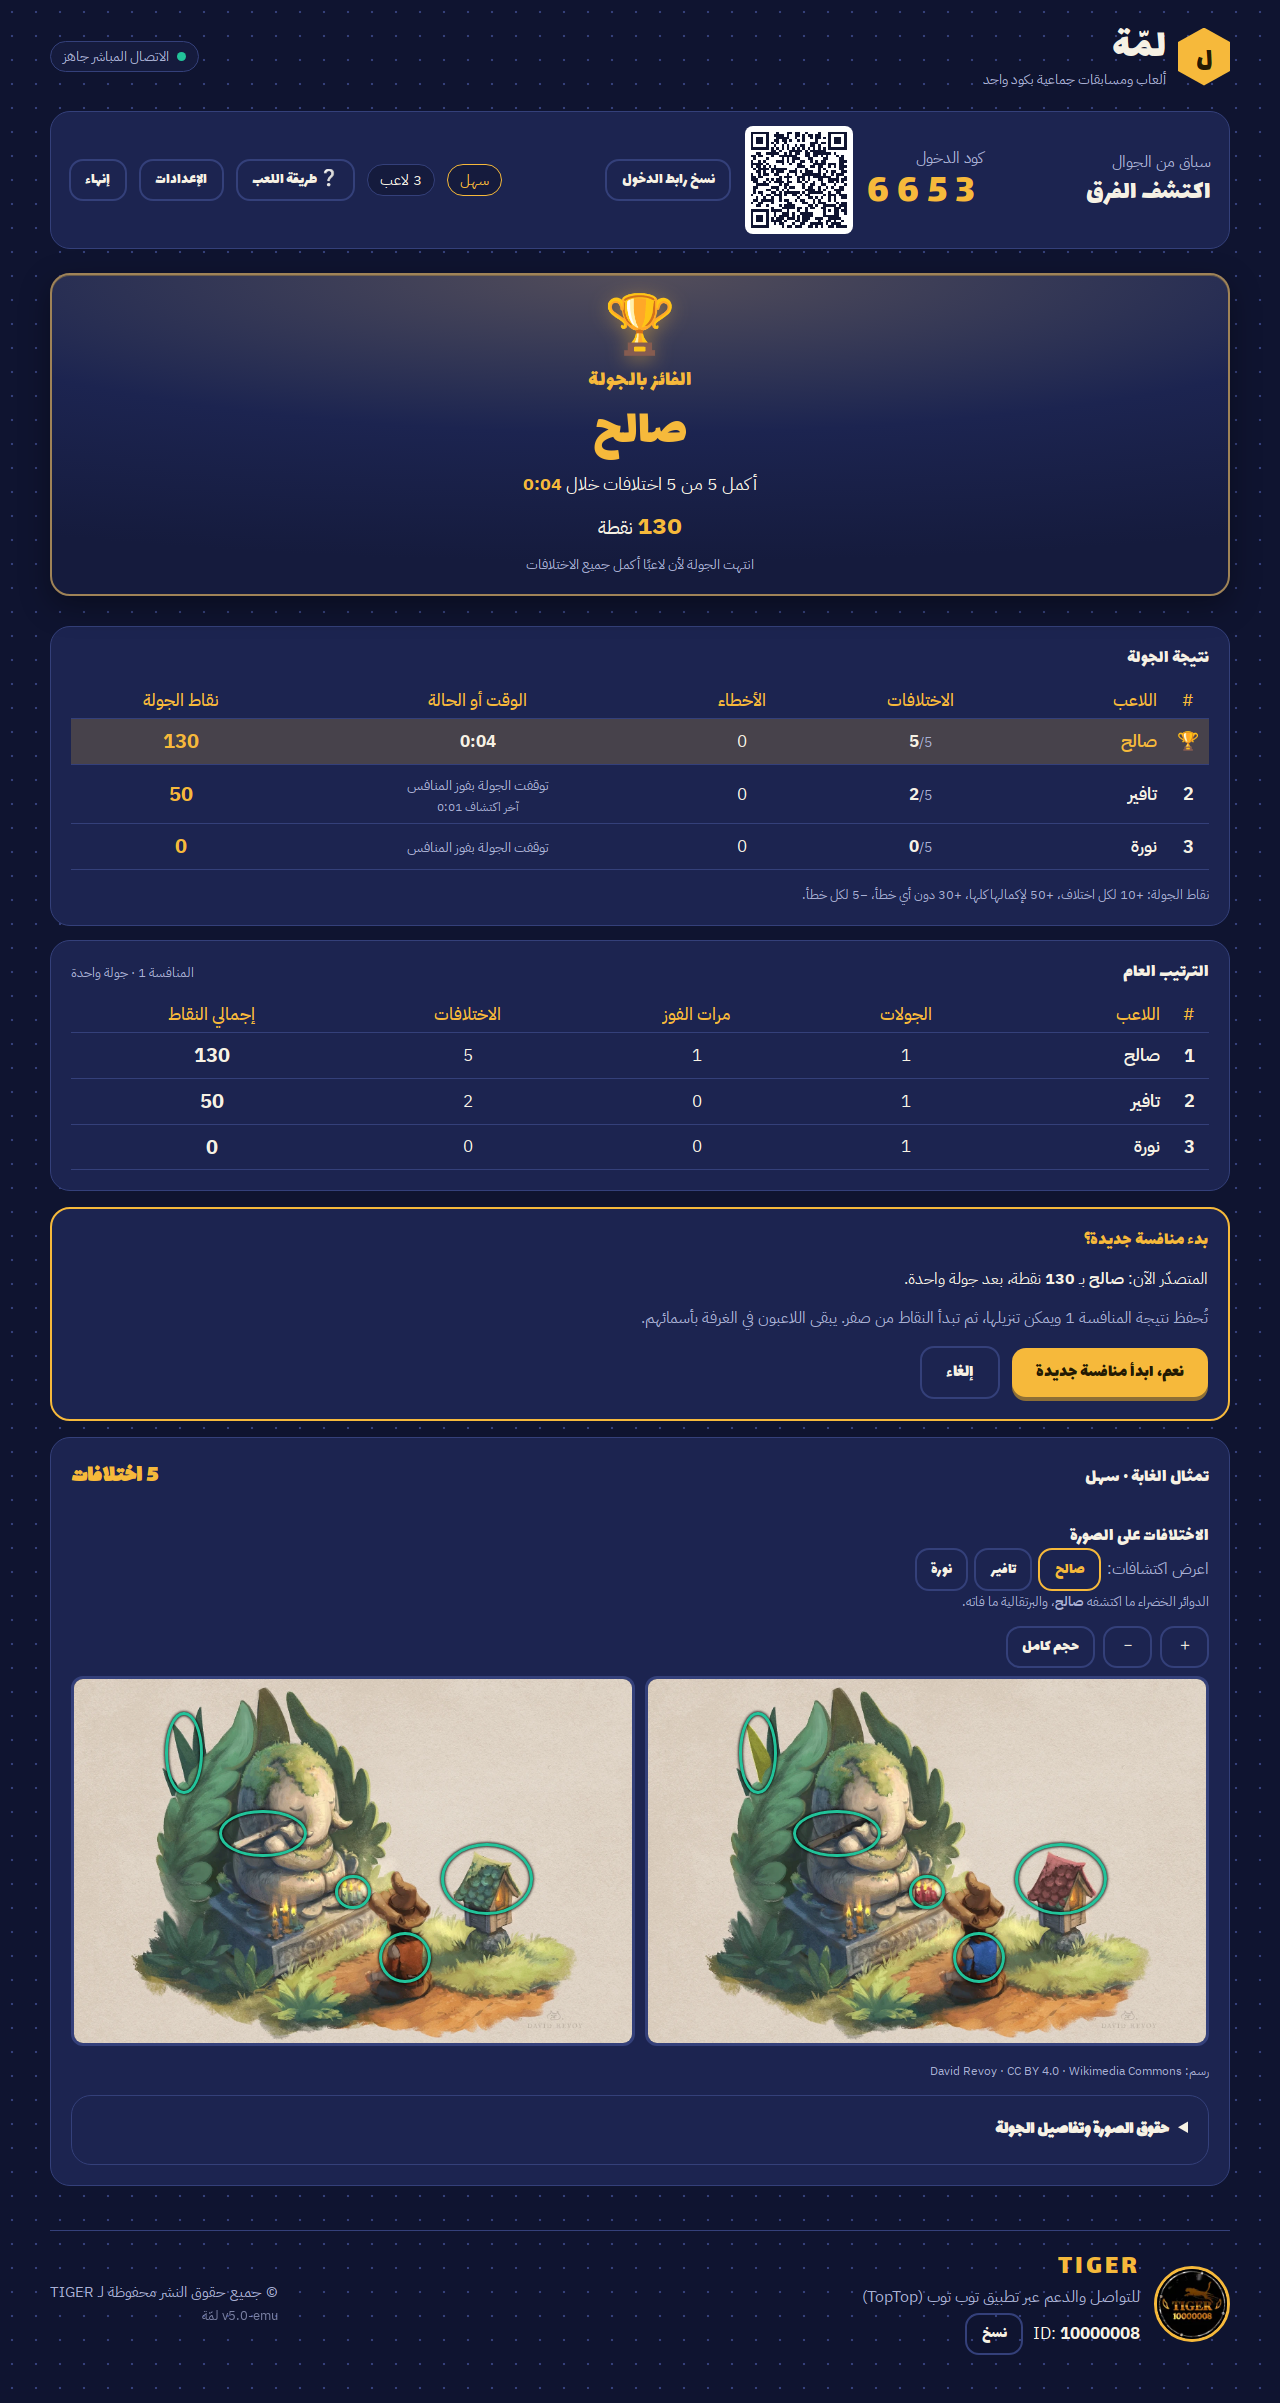 ل
لمّة
ألعاب ومسابقات جماعية بكود واحد
الاتصال المباشر جاهز
سباق من الجوال
اكتشف الفرق
كود الدخول
6653
نسخ رابط الدخول
سهل
3 لاعب
❔ طريقة اللعب
الإعدادات
إنهاء
الفائز بالجولة
صالح
أكمل 5 من 5 اختلافات خلال 0:04
130 نقطة
انتهت الجولة لأن لاعبًا أكمل جميع الاختلافات
نتيجة الجولة
# اللاعب الاختلافات الأخطاء الوقت أو الحالة نقاط الجولة
🏆 صالح 5/5 0 0:04 130
2 تافير 2/5 0 توقفت الجولة بفوز المنافس 50
آخر اكتشاف 0:01
3 نورة 0/5 0 توقفت الجولة بفوز المنافس 0
نقاط الجولة: +10 لكل اختلاف، +50 لإكمالها كلها، +30 دون أي خطأ، −5 لكل خطأ.
الترتيب العام
المنافسة 1 · جولة واحدة
# اللاعب الجولات مرات الفوز الاختلافات إجمالي النقاط
1 صالح 1 1 5 130
2 تافير 1 0 2 50
3 نورة 1 0 0 0
بدء منافسة جديدة؟
المتصدّر الآن: صالح بـ 130 نقطة، بعد جولة واحدة.
تُحفظ نتيجة المنافسة 1 ويمكن تنزيلها، ثم تبدأ النقاط من صفر. يبقى اللاعبون في الغرفة بأسمائهم.
نعم، ابدأ منافسة جديدة
إلغاء
تمثال الغابة · سهل
5 اختلافات
الاختلافات على الصورة
اعرض اكتشافات: صالح تافير نورة
الدوائر الخضراء ما اكتشفه صالح، والبرتقالية ما فاته.
+ − حجم كامل
DAVID REVOY
DAVID REVOY
رسم: David Revoy · CC BY 4.0 · Wikimedia Commons
حقوق الصورة وتفاصيل الجولة
TIGER
10000008
TIGER
للتواصل والدعم عبر تطبيق توب توب (TopTop)
ID: 10000008
نسخ
© جميع حقوق النشر محفوظة لـ TIGER
لمّة v5.0-emu